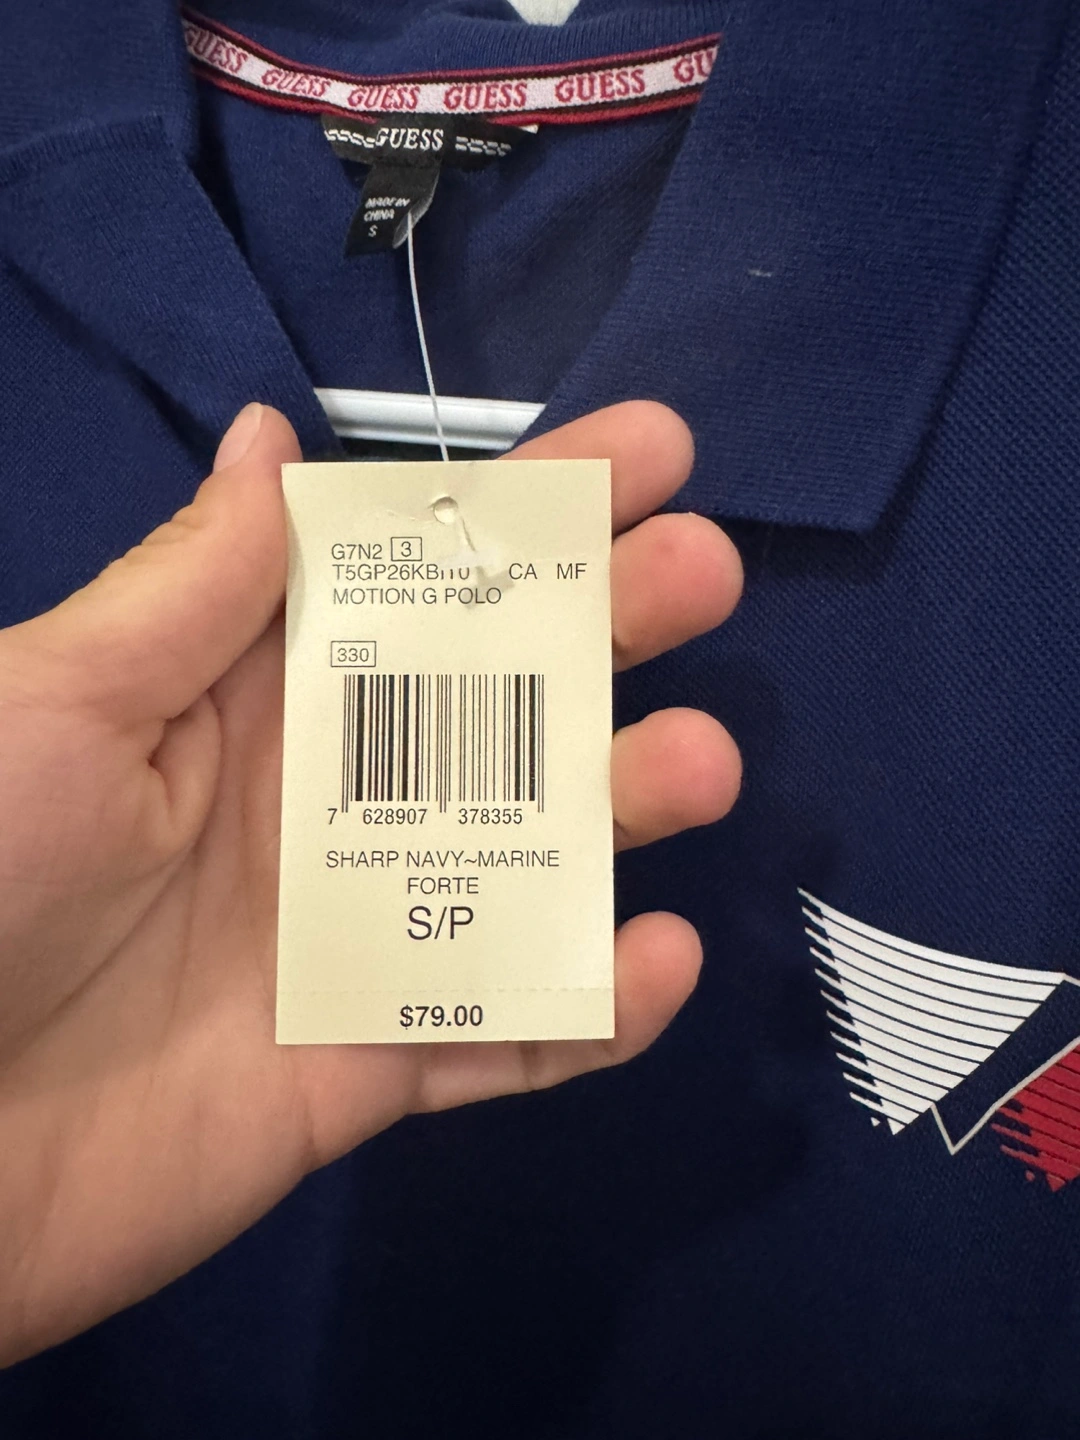 GUESS GUESS GUESS GUESS GUESS GU
GUESS
MADE IN
CHINA
S
G7N2 3
CA MF
MOTION G POLO
330
7 628907 378355
SHARP NAVY~MARINE
FORTE
S/P
$79.00